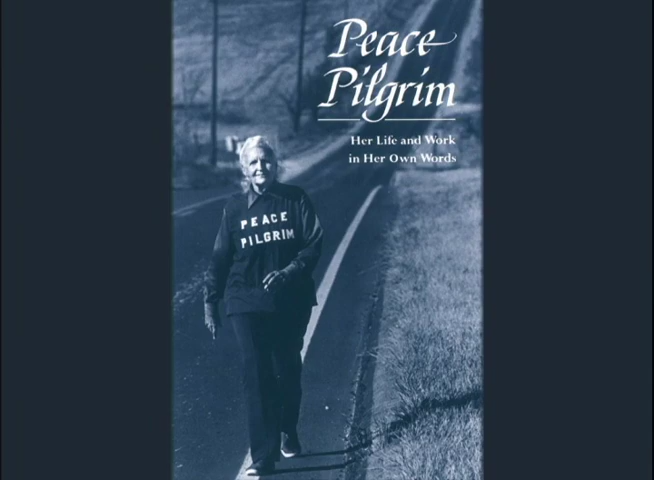 Peace
Pilgrim
Her Life and Work
in Her Own Words
PEACE
PILGRIM